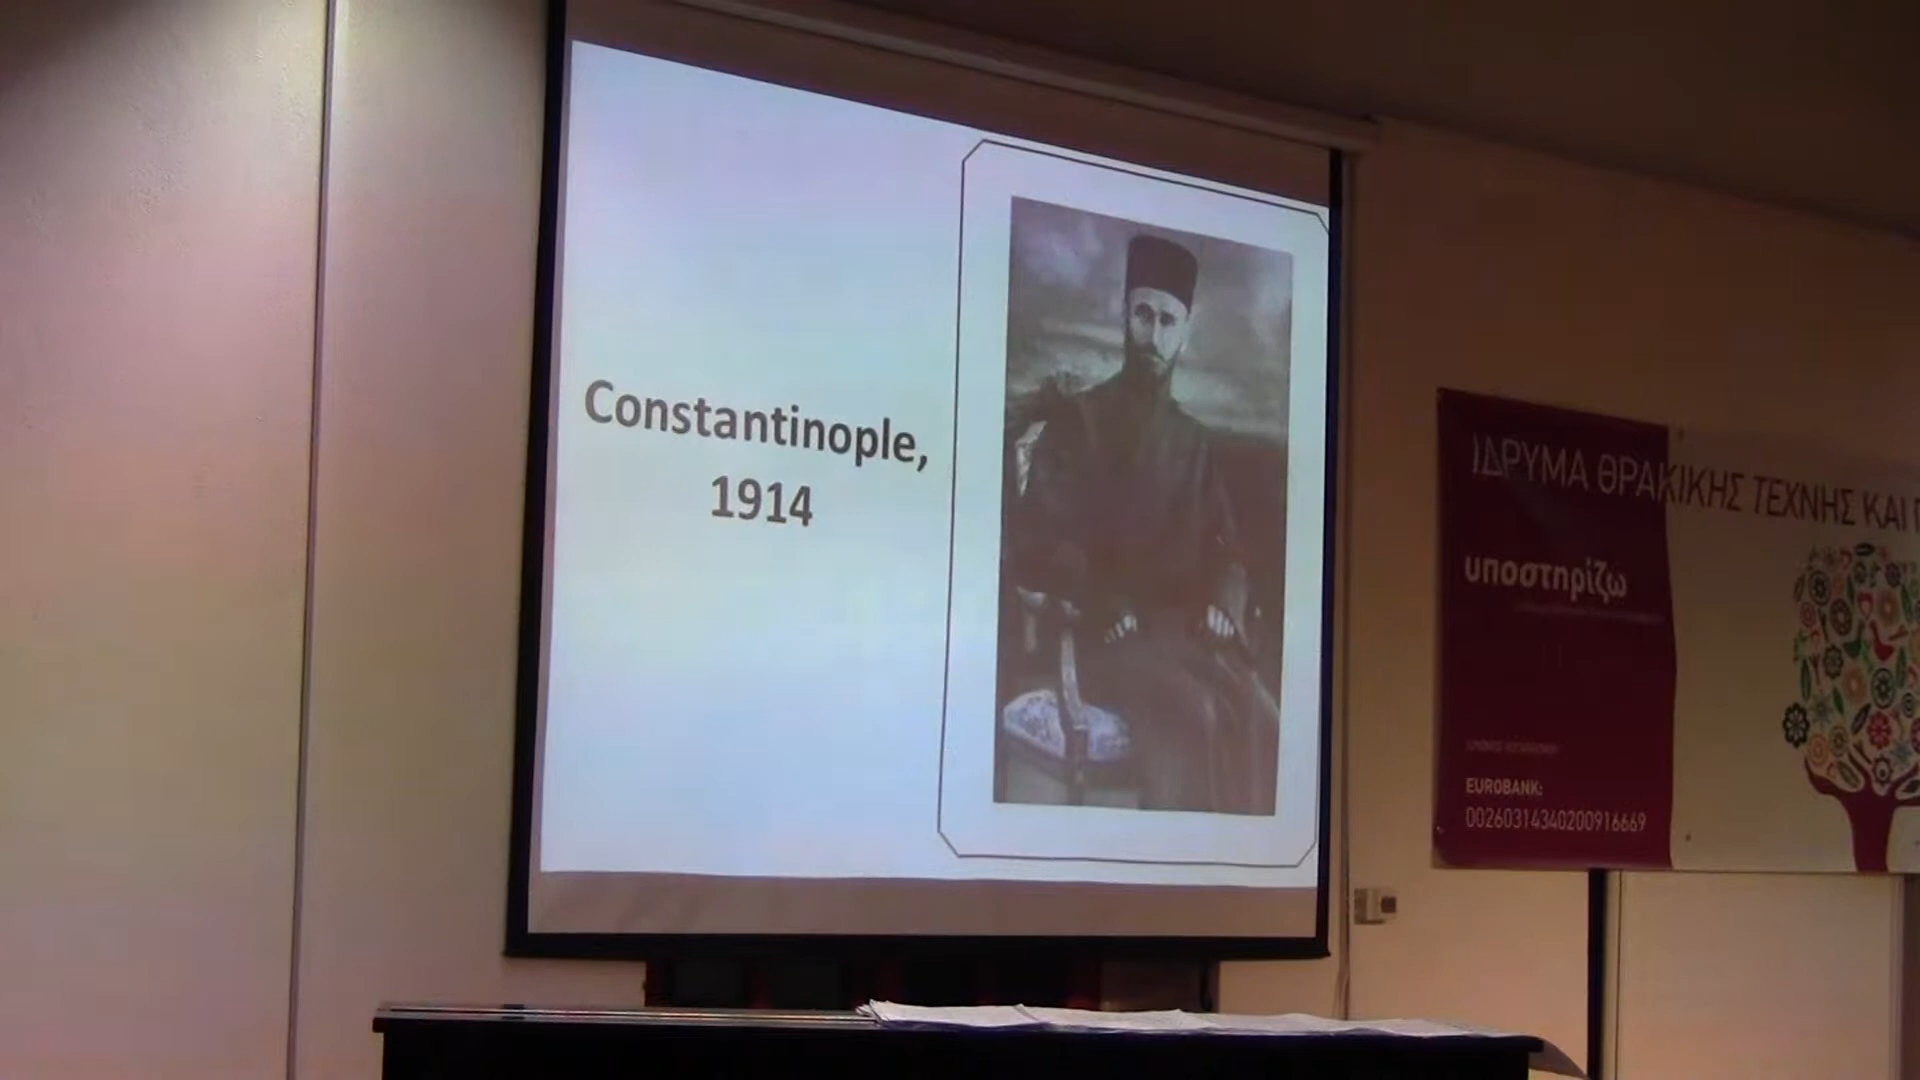 Constantinople,
1914
ΙΔΡΥΜΑ ΘΡΑΚΙΚΗΣ ΤΕΧΝΗΣ ΚΑΙ
υποστηρίζω
EUROBANK:
00260314340200916669